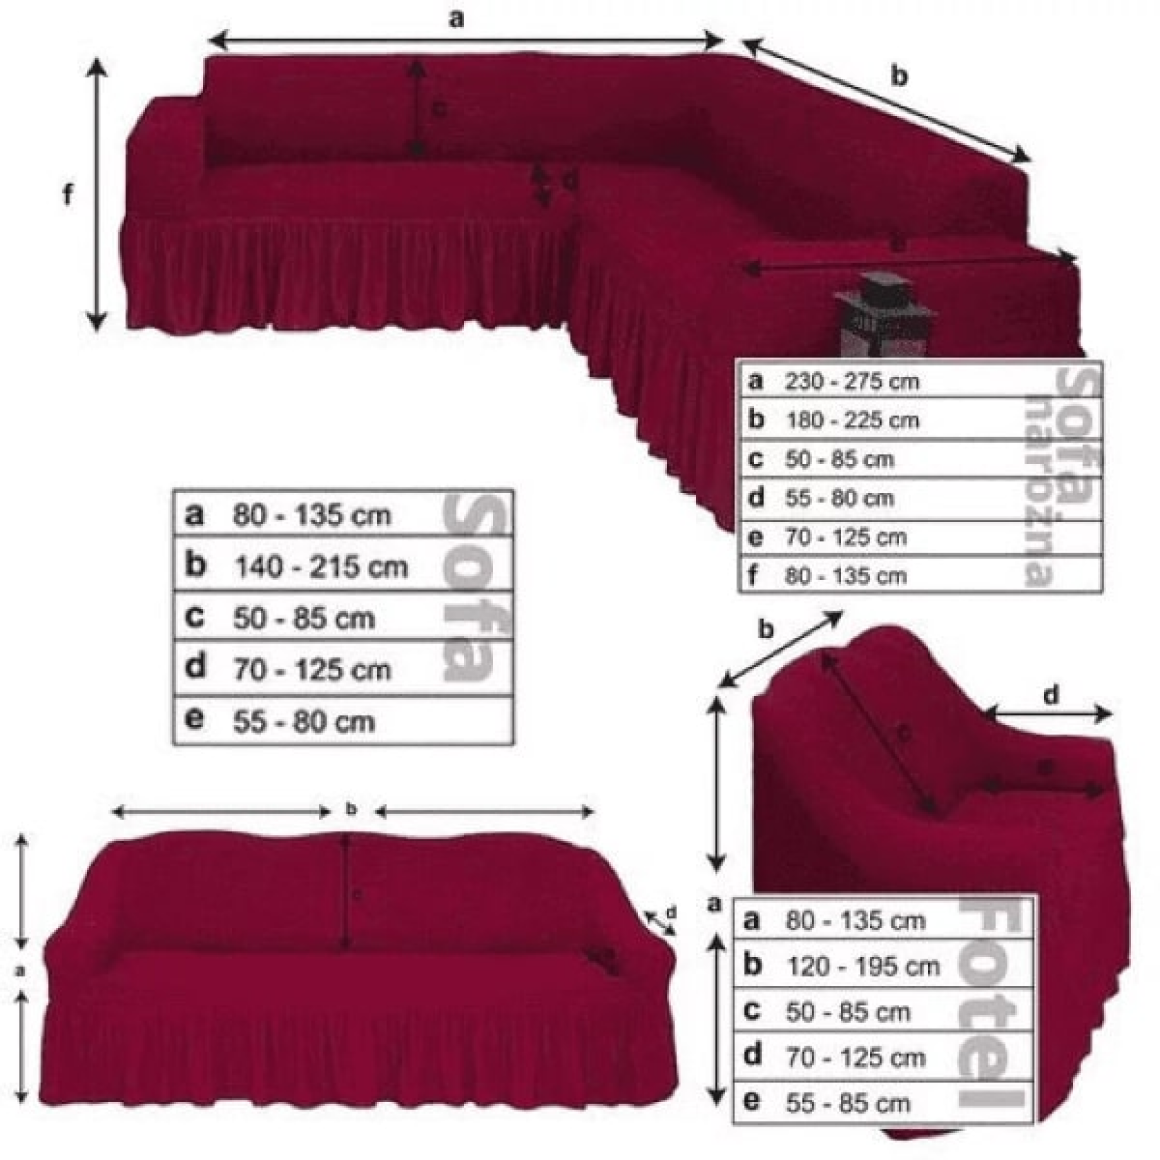 a
b
c
d
e
f
a 230 - 275 cm
b 180 - 225 cm
c 50 - 85 cm
d 55 - 80 cm
e 70 - 125 cm
f 80 - 135 cm
Sofa
narożna
a 80 - 135 cm
b 140 - 215 cm
c 50 - 85 cm
d 70 - 125 cm
e 55 - 80 cm
Sofa
b
c
d
e
a
b
d
c
e
a
a 80 - 135 cm
b 120 - 195 cm
c 50 - 85 cm
d 70 - 125 cm
e 55 - 85 cm
Fotel